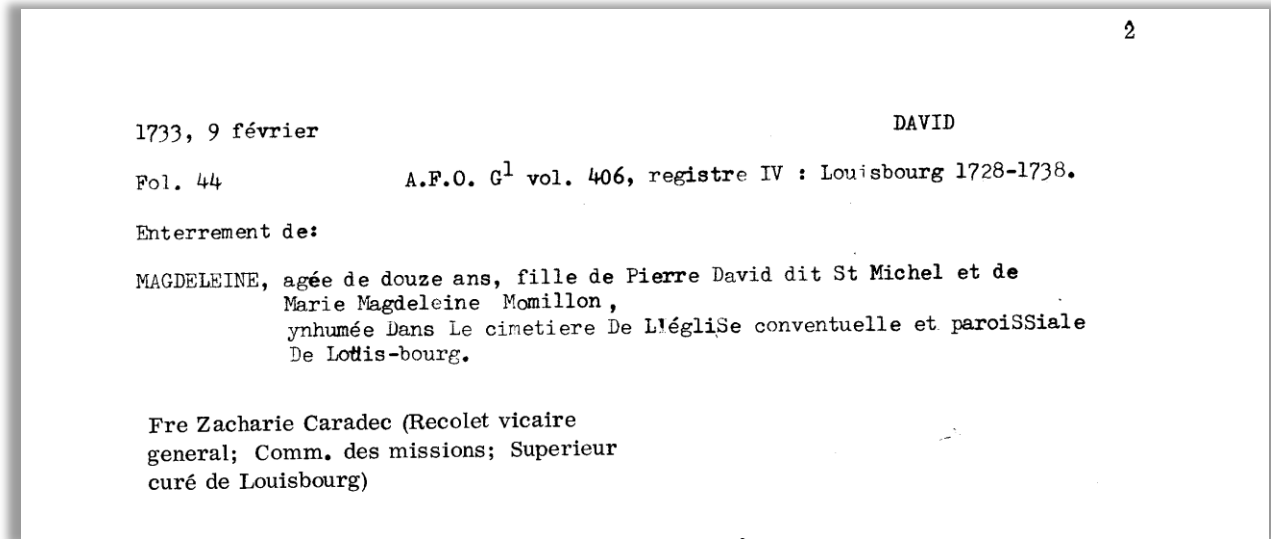 2
1733, 9 février DAVID
Fol. 44 A.F.O. G1 vol. 406, registre IV : Louisbourg 1728-1738.
Enterrement de:
MAGDELEINE, agée de douze ans, fille de Pierre David dit St Michel et de
Marie Magdeleine Momillon ,
ynhumée Dans Le cimetiere De L'égliSe conventuelle et paroiSSiale
De Louis-bourg.
Fre Zacharie Caradec (Recolet vicaire
general; Comm. des missions; Superieur
curé de Louisbourg)